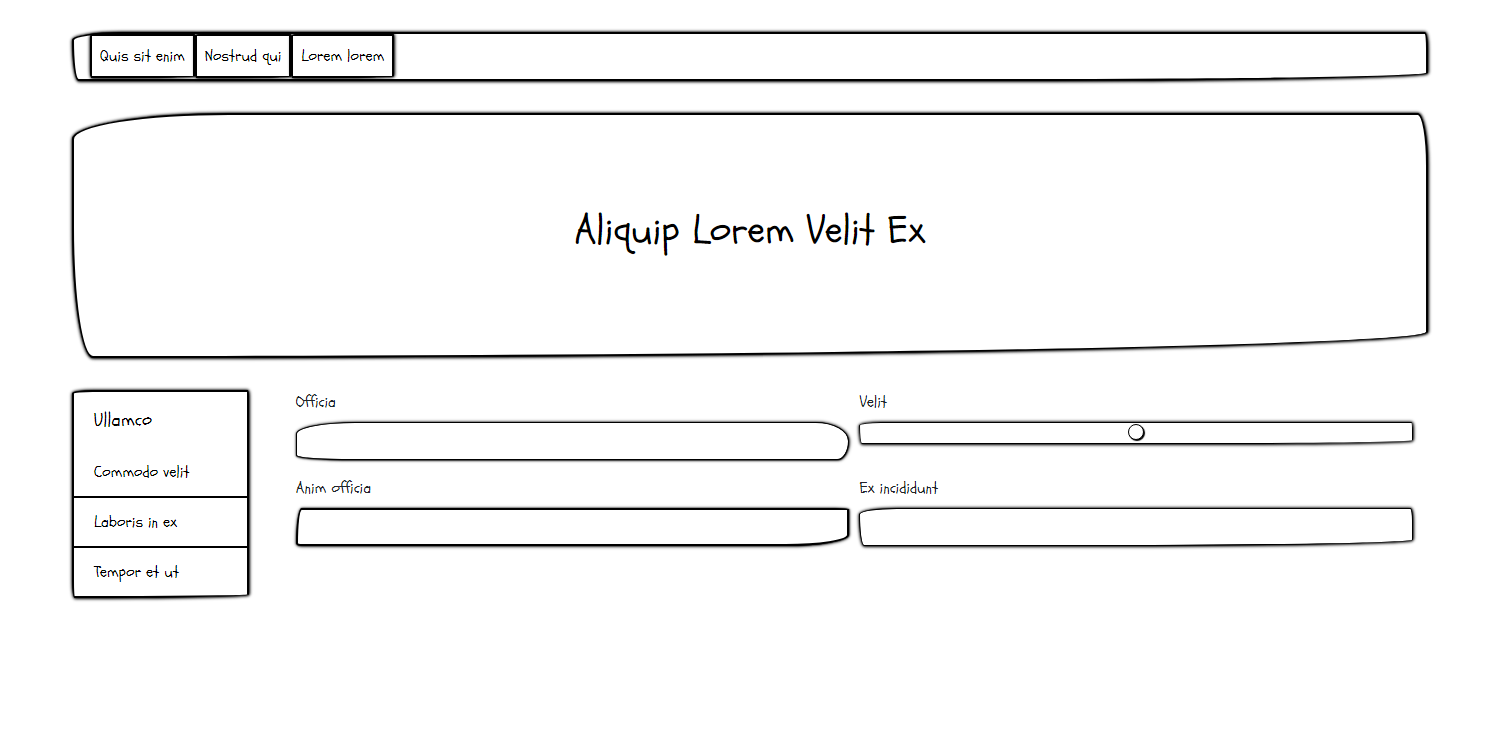 Quis sit enim Nostrud qui Lorem lorem
Aliquip Lorem Velit Ex
Ullamco
Commodo velit
Laboris in ex
Tempor et ut
Officia
Velit
Anim officia
Ex incididunt